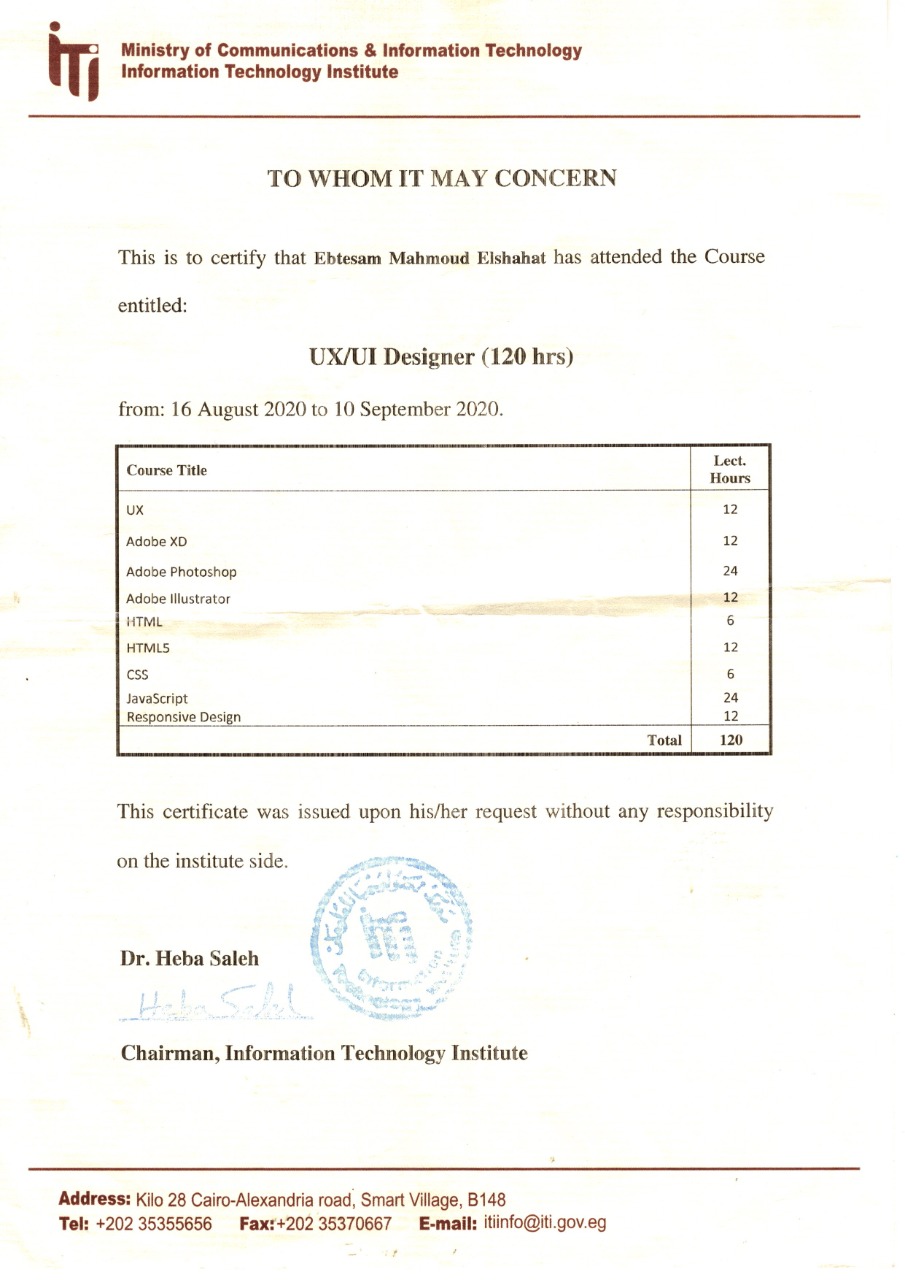 iTi
Ministry of Communications & Information Technology
Information Technology Institute
TO WHOM IT MAY CONCERN
This is to certify that Ebtesam Mahmoud Elshahat has attended the Course
entitled:
UX/UI Designer (120 hrs)
from: 16 August 2020 to 10 September 2020.
Course Title Lect. Hours
UX 12
Adobe XD 12
Adobe Photoshop 24
Adobe Illustrator 12
HTML 6
HTML5 12
CSS 6
JavaScript 24
Responsive Design 12
Total 120
This certificate was issued upon his/her request without any responsibility
on the institute side.
iTi
Information
Dr. Heba Saleh
Heba Saleh
Chairman, Information Technology Institute
Address: Kilo 28 Cairo-Alexandria road, Smart Village, B148
Tel: +202 35355656 Fax:+202 35370667 E-mail: itiinfo@iti.gov.eg